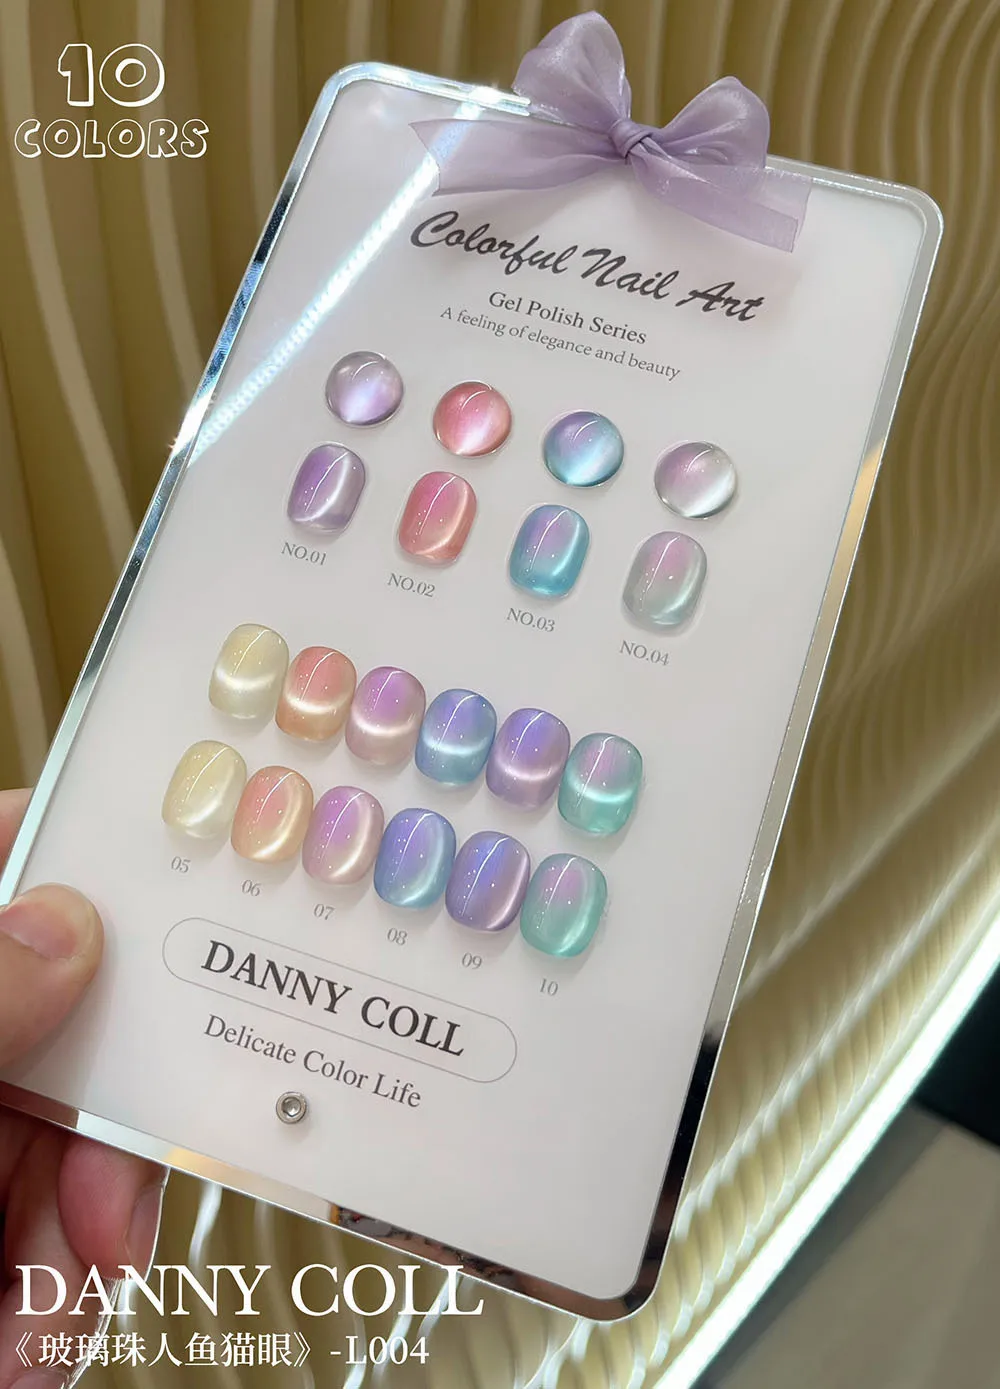 10
COLORS
Colorful Nail Art
Gel Polish Series
A feeling of elegance and beauty
NO.01
NO.02
NO.03
NO.04
05
06
07
08
09
10
DANNY COLL
Delicate Color Life
DANNY COLL
《玻璃珠人鱼猫眼》-L004